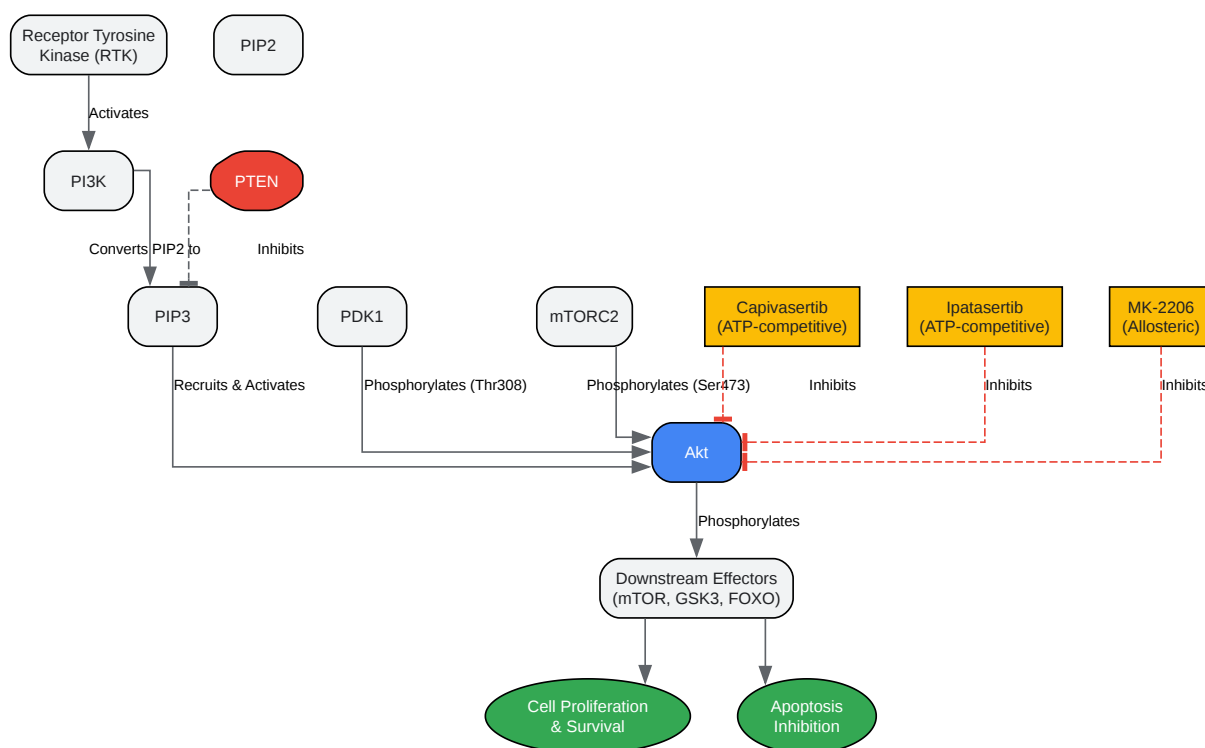 Receptor Tyrosine
Kinase (RTK)
PIP2
Activates
PI3K
PTEN
Converts PIP2 to
Inhibits
PIP3
PDK1
mTORC2
Capivasertib
(ATP-competitive)
Ipatasertib
(ATP-competitive)
MK-2206
(Allosteric)
Recruits & Activates
Phosphorylates (Thr308)
Phosphorylates (Ser473)
Inhibits
Inhibits
Inhibits
Akt
Phosphorylates
Downstream Effectors
(mTOR, GSK3, FOXO)
Cell Proliferation
& Survival
Apoptosis
Inhibition